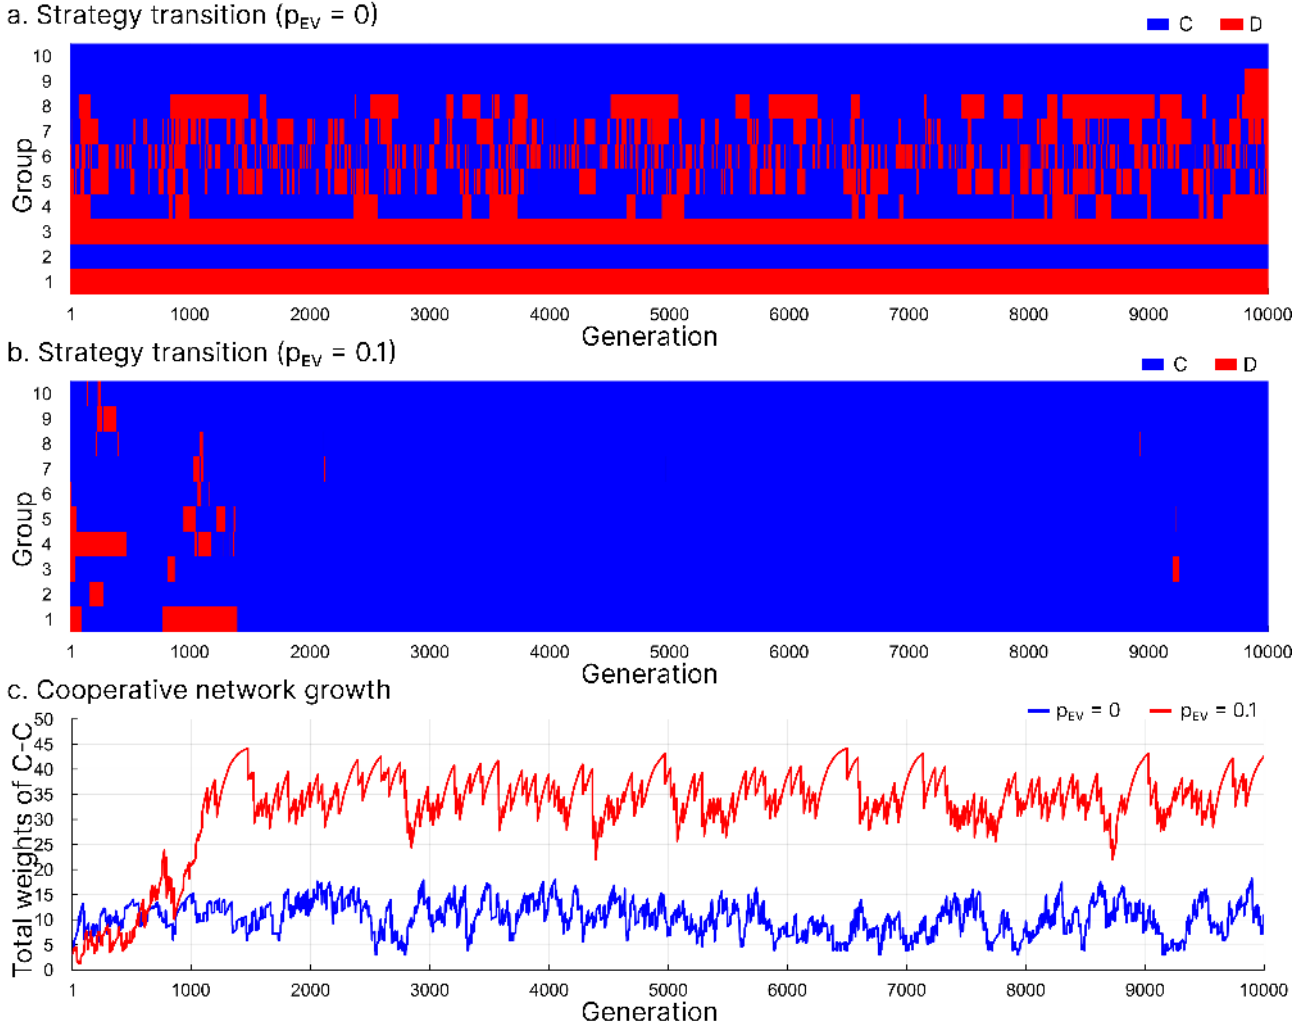 a. Strategy transition (pEV = 0)
C D
Group
10
9
8
7
6
5
4
3
2
1
1 1000 2000 3000 4000 5000 6000 7000 8000 9000 10000
Generation
b. Strategy transition (pEV = 0.1)
C D
Group
10
9
8
7
6
5
4
3
2
1
1 1000 2000 3000 4000 5000 6000 7000 8000 9000 10000
Generation
c. Cooperative network growth
pEV = 0 pEV = 0.1
Total weights of C-C
50
45
40
35
30
25
20
15
10
5
0
1 1000 2000 3000 4000 5000 6000 7000 8000 9000 10000
Generation